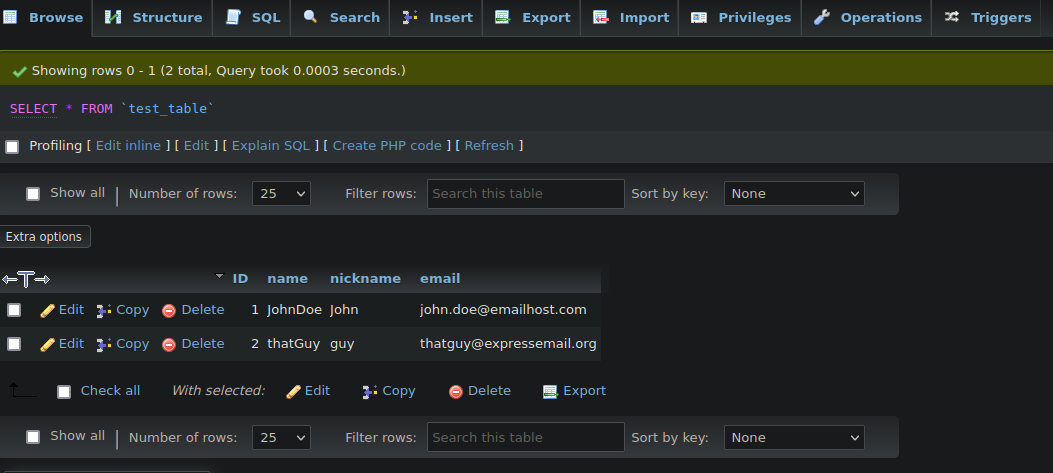 Browse Structure SQL Search Insert Export Import Privileges Operations Triggers
Showing rows 0 - 1 (2 total, Query took 0.0003 seconds.)
SELECT * FROM `test_table`
Profiling [ Edit inline ] [ Edit ] [ Explain SQL ] [ Create PHP code ] [ Refresh ]
Show all | Number of rows: 25 Filter rows: Search this table Sort by key: None
Extra options
←T→ ID name nickname email
Edit Copy Delete 1 JohnDoe John john.doe@emailhost.com
Edit Copy Delete 2 thatGuy guy thatguy@expressemail.org
Check all With selected: Edit Copy Delete Export
Show all | Number of rows: 25 Filter rows: Search this table Sort by key: None